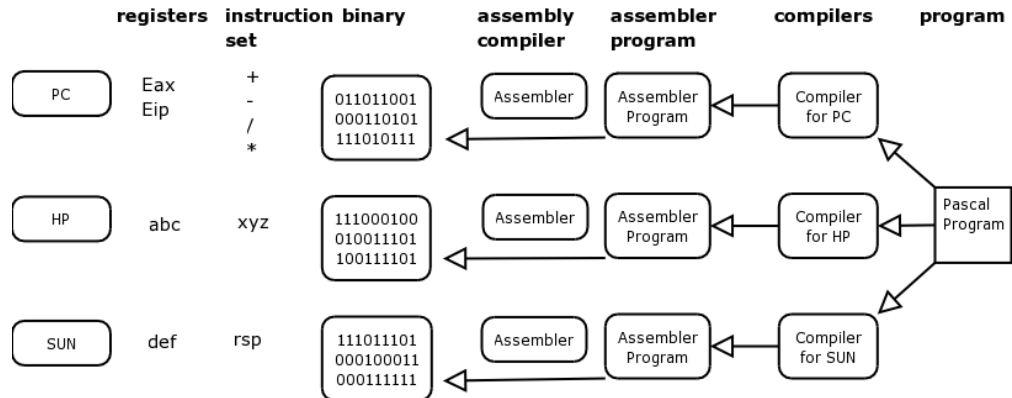 registers instruction binary assembly assembler compilers program
set compiler program
PC
Eax
Eip
+
-
/
*
011011001
000110101
111010111
Assembler
Assembler
Program
Compiler
for PC
HP
abc
xyz
111000100
010011101
100111101
Assembler
Assembler
Program
Compiler
for HP
Pascal
Program
SUN
def
rsp
111011101
000100011
000111111
Assembler
Assembler
Program
Compiler
for SUN